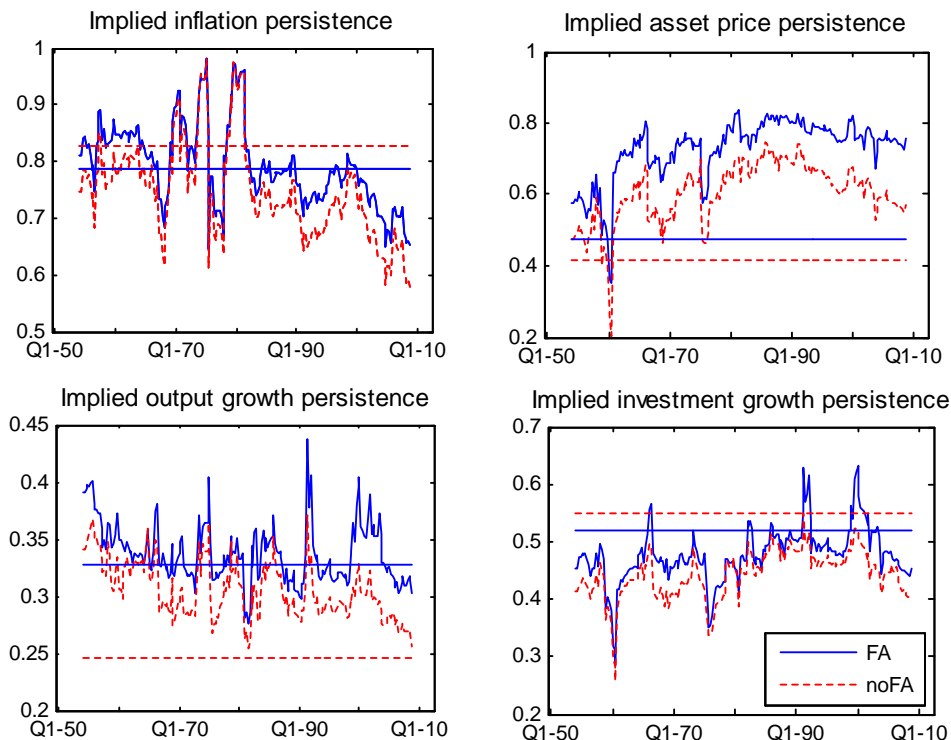 Implied inflation persistence
1
0.9
0.8
0.7
0.6
0.5
Q1-50 Q1-70 Q1-90 Q1-10
Implied asset price persistence
1
0.8
0.6
0.4
0.2
Q1-50 Q1-70 Q1-90 Q1-10
Implied output growth persistence
0.45
0.4
0.35
0.3
0.25
0.2
Q1-50 Q1-70 Q1-90 Q1-10
Implied investment growth persistence
0.7
0.6
0.5
0.4
0.3
0.2
Q1-50 Q1-70 Q1-90 Q1-10
FA
noFA